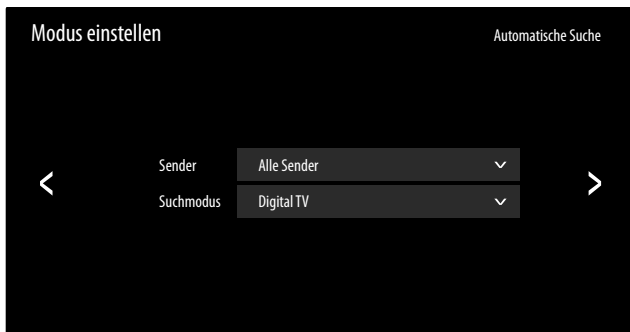 Modus einstellen Automatische Suche
Sender Alle Sender
Suchmodus Digital TV